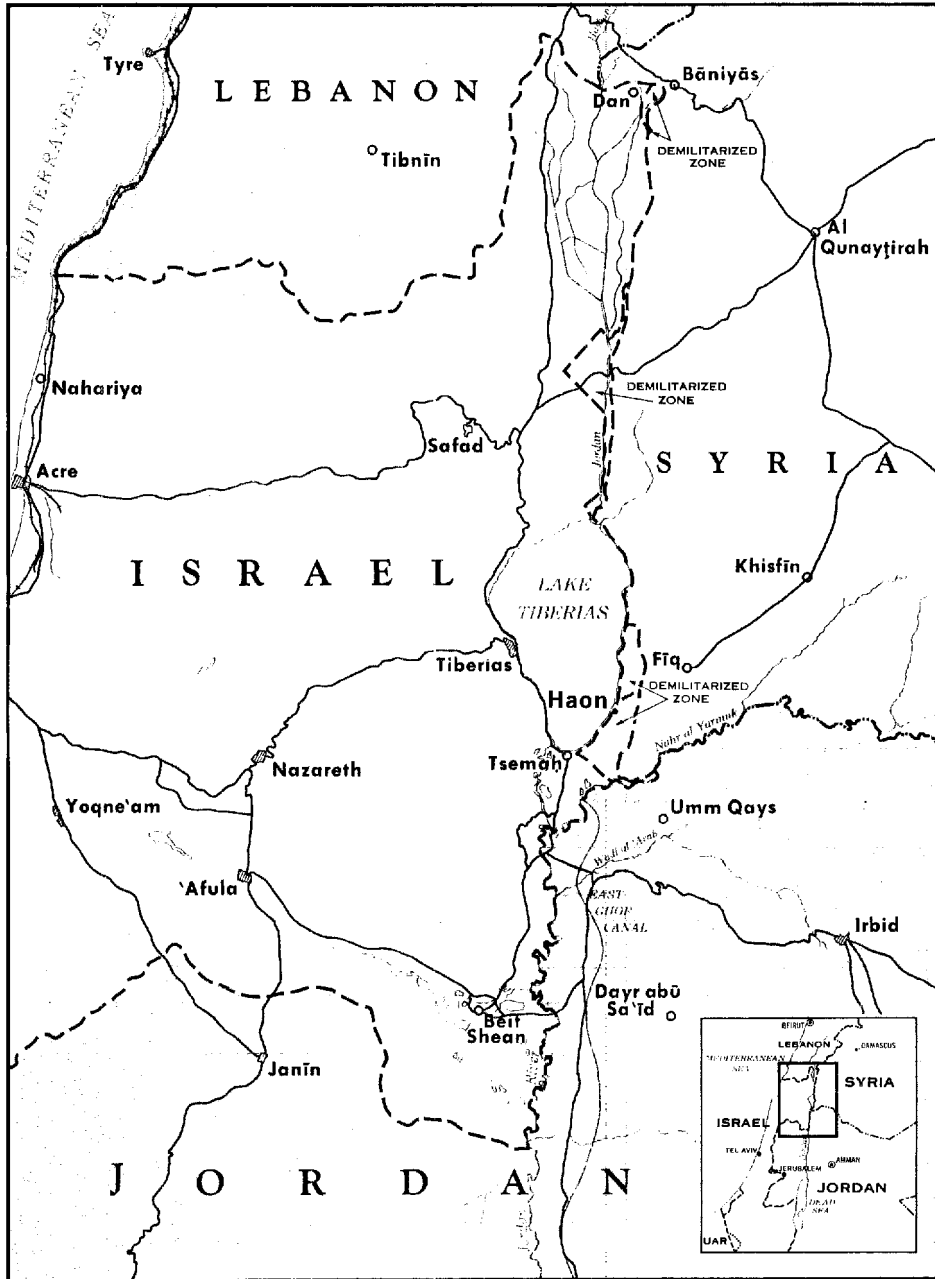 MEDITERRANEAN SEA
Tyre
LEBANON
Tibnīn
Dan
Bāniyās
DEMILITARIZED
ZONE
Al
Qunayţirah
Nahariya
DEMILITARIZED
ZONE
Safad
Jordan
Acre
SYRIA
ISRAEL
Khisfīn
LAKE
TIBERIAS
Tiberias
Fīq
DEMILITARIZED
ZONE
Haon
Nahr al Yarmuk
Tsemaḥ
Nazareth
Yoqne'am
Umm Qays
Wadi al 'Arab
'Afula
EAST
GHOR
CANAL
Irbid
Dayr abū
Sa'īd
Beit
Shean
Janīn
JORDAN
BEIRUT
LEBANON
DAMASCUS
MEDITERRANEAN
SEA
SYRIA
ISRAEL
TEL AVIV
AMMAN
JERUSALEM
JORDAN
DEAD
SEA
UAR